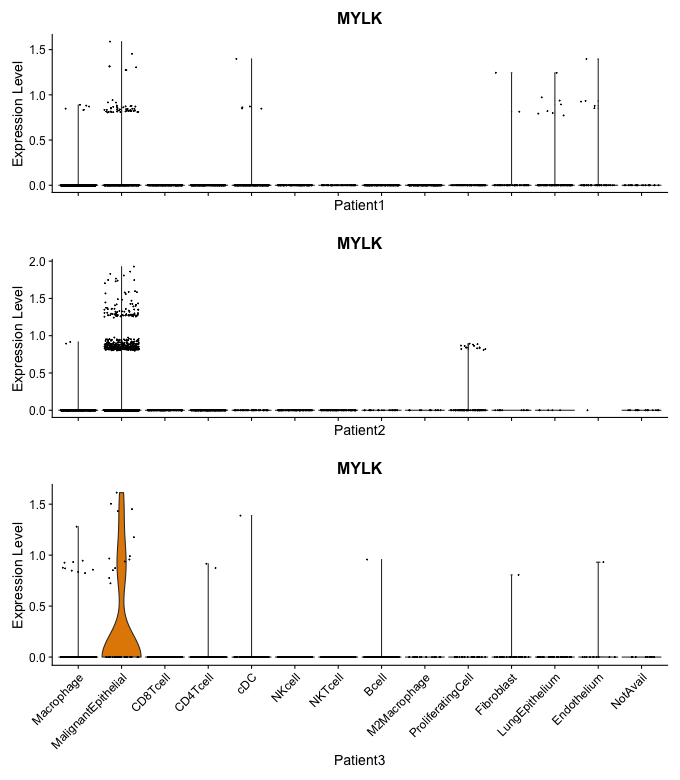 MYLK
Expression Level
1.5
1.0
0.5
0.0
Patient1
MYLK
Expression Level
2.0
1.5
1.0
0.5
0.0
Patient2
MYLK
Expression Level
1.5
1.0
0.5
0.0
Macrophage
MalignantEpithelial
CD8Tcell
CD4Tcell
cDC
NKcell
NKTcell
Bcell
M2Macrophage
ProliferatingCell
Fibroblast
LungEpithelium
Endothelium
NotAvail
Patient3